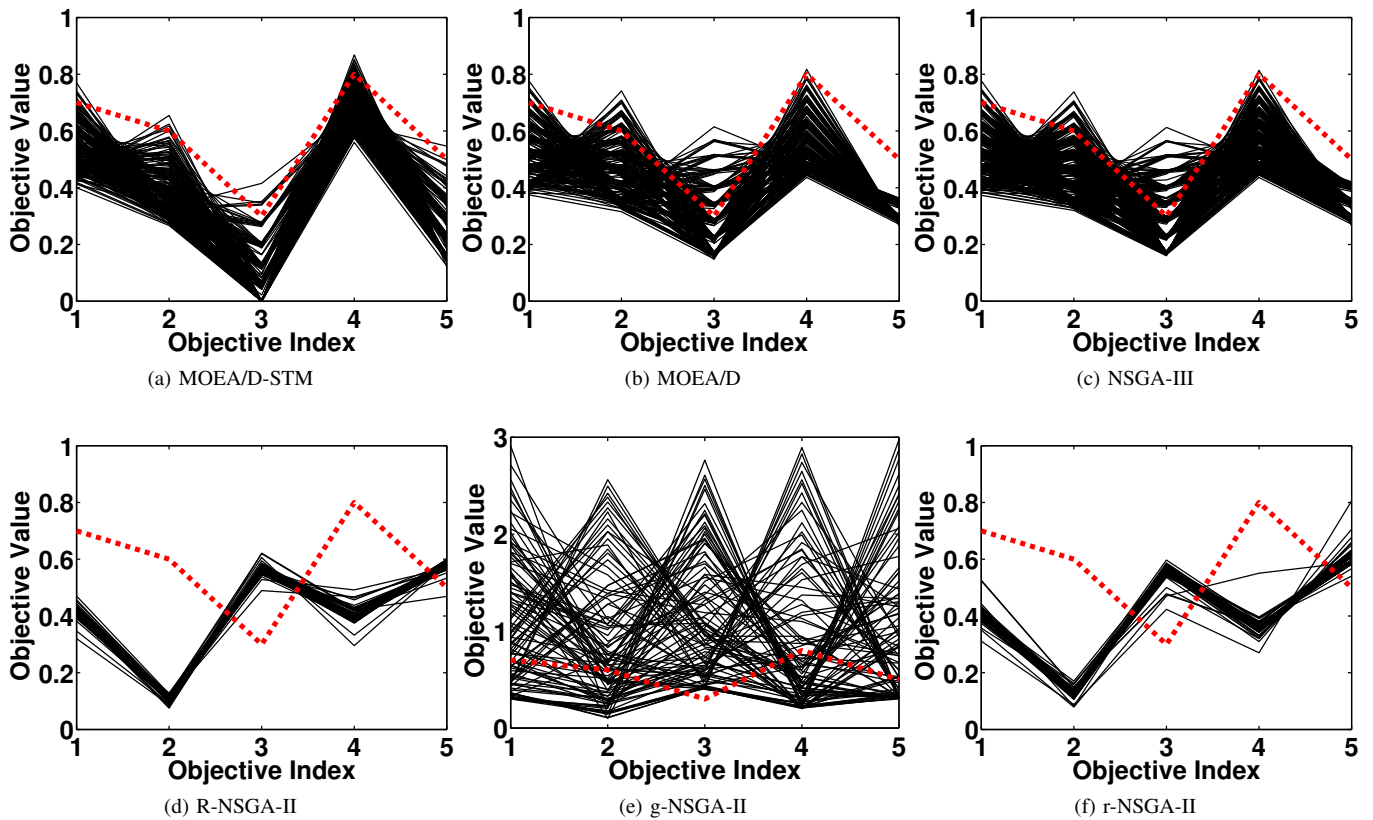 1
0.8
0.6
0.4
0.2
0
Objective Value
1 2 3 4 5
Objective Index
(a) MOEA/D-STM
1
0.8
0.6
0.4
0.2
0
Objective Value
1 2 3 4 5
Objective Index
(b) MOEA/D
1
0.8
0.6
0.4
0.2
0
Objective Value
1 2 3 4 5
Objective Index
(c) NSGA-III
1
0.8
0.6
0.4
0.2
0
Objective Value
1 2 3 4 5
Objective Index
(d) R-NSGA-II
3
2
1
0
Objective Value
1 2 3 4 5
Objective Index
(e) g-NSGA-II
1
0.8
0.6
0.4
0.2
0
Objective Value
1 2 3 4 5
Objective Index
(f) r-NSGA-II